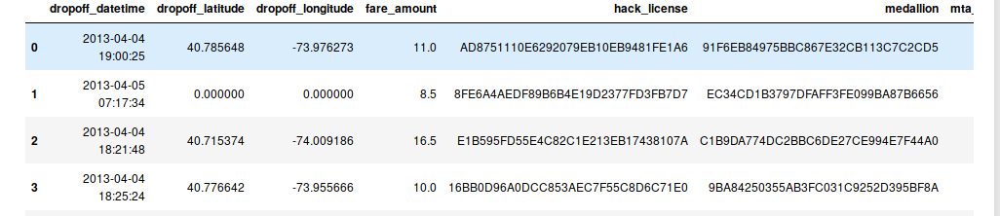 dropoff_datetime dropoff_latitude dropoff_longitude fare_amount hack_license medallion mta_
0 2013-04-04 19:00:25 40.785648 -73.976273 11.0 AD8751110E6292079EB10EB9481FE1A6 91F6EB84975BBC867E32CB113C7C2CD5
1 2013-04-05 07:17:34 0.000000 0.000000 8.5 8FE6A4AEDF89B6B4E19D2377FD3FB7D7 EC34CD1B3797DFAFF3FE099BA87B6656
2 2013-04-04 18:21:48 40.715374 -74.009186 16.5 E1B595FD55E4C82C1E213EB17438107A C1B9DA774DC2BBC6DE27CE994E7F44A0
3 2013-04-04 18:25:24 40.776642 -73.955666 10.0 16BB0D96A0DCC853AEC7F55C8D6C71E0 9BA84250355AB3FC031C9252D395BF8A